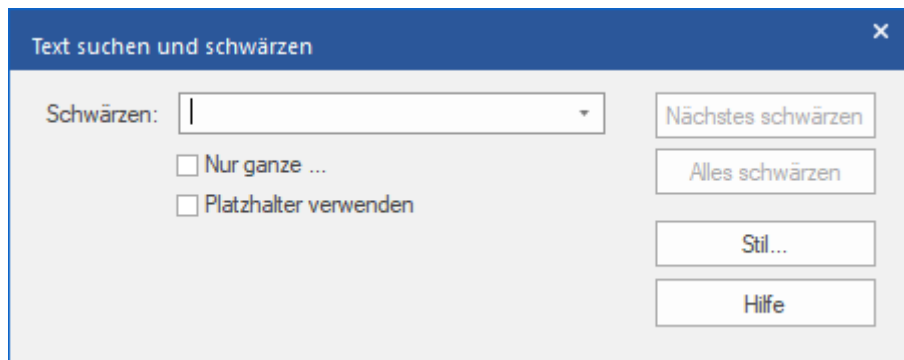 Text suchen und schwärzen
Schwärzen:
Nächstes schwärzen
Nur ganze ...
Alles schwärzen
Platzhalter verwenden
Stil...
Hilfe